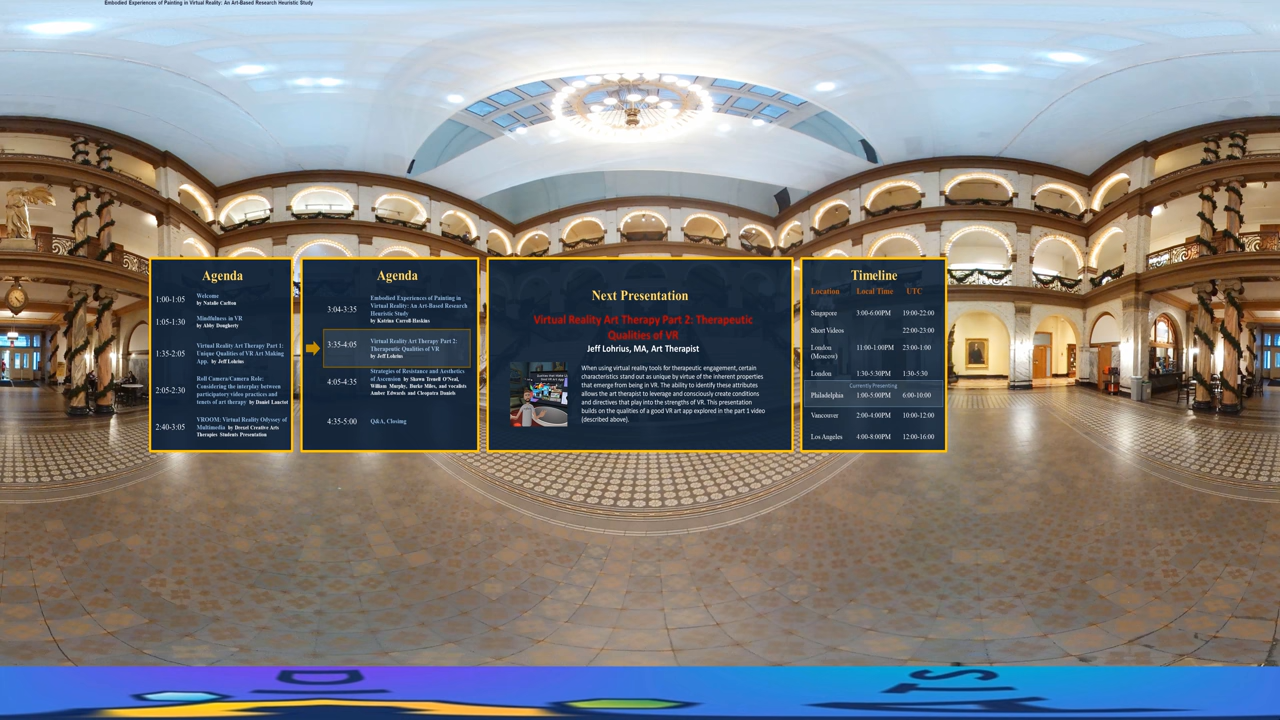 Embodied Experiences of Painting in Virtual Reality: An Art-Based Research Heuristic Study
Agenda
1:00-1:05
Welcome
by Natalie Carlton
1:05-1:30
Mindfulness in VR
by Abby Dougherty
1:35-2:05
Virtual Reality Art Therapy Part 1:
Unique Qualities of VR Art Making
App. by Jeff Lohrius
2:05-2:30
Roll Camera/Camera Role:
Considering the interplay between
participatory video practices and
tenets of art therapy by Daniel Lunctot
2:40-3:05
VROOM: Virtual Reality Odyssey of
Multimedia by Drexel Creative Arts
Therapies Students Presentation
Agenda
3:04-3:35
Embodied Experiences of Painting in
Virtual Reality: An Art-Based Research
Heuristic Study
by Katrina Carroll-Haskins
3:35-4:05
Virtual Reality Art Therapy Part 2:
Therapeutic Qualities of VR
by Jeff Lohrius
4:05-4:35
Strategies of Resistance and Aesthetics
of Ascension by Shawn Trenell O'Neal,
William Murphy, Burke Miles, and vocalists
Amber Edwards and Cleopatra Daniels
4:35-5:00
Q&A, Closing
Next Presentation
Virtual Reality Art Therapy Part 2: Therapeutic
Qualities of VR
Jeff Lohrius, MA, Art Therapist
When using virtual reality tools for therapeutic engagement, certain
characteristics stand out as unique by virtue of the inherent properties
that emerge from being in VR. The ability to identify these attributes
allows the art therapist to leverage and consciously create conditions
and directives that play into the strengths of VR. This presentation
builds on the qualities of a good VR art app explored in the part 1 video
(described above).
Timeline
Location Local Time UTC
Singapore 3:00-6:00PM 19:00-22:00
Short Videos 22:00-23:00
London 11:00-1:00PM 23:00-1:00
(Moscow)
London 1:30-5:30PM 1:30-5:30
Currently Presenting
Philadelphia 1:00-5:00PM 6:00-10:00
Vancouver 2:00-4:00PM 10:00-12:00
Los Angeles 4:00-8:00PM 12:00-16:00